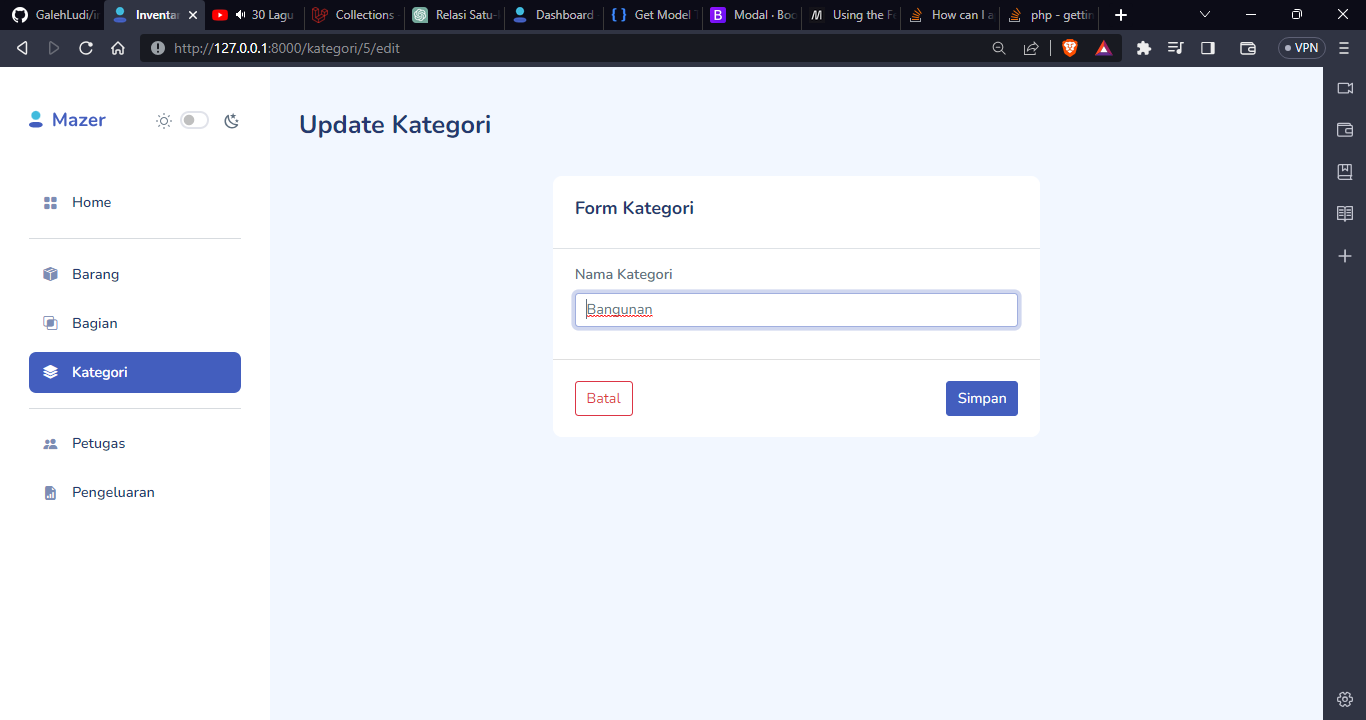 GalehLudi/i
Inventa
30 Lagu
Collections
Relasi Satu-
Dashboard
Get Model
Modal · Boo
Using the F
How can I a
php - gettin
http://127.0.0.1:8000/kategori/5/edit
VPN
Mazer
Home
Barang
Bagian
Kategori
Petugas
Pengeluaran
Update Kategori
Form Kategori
Nama Kategori
Bangunan
Batal
Simpan